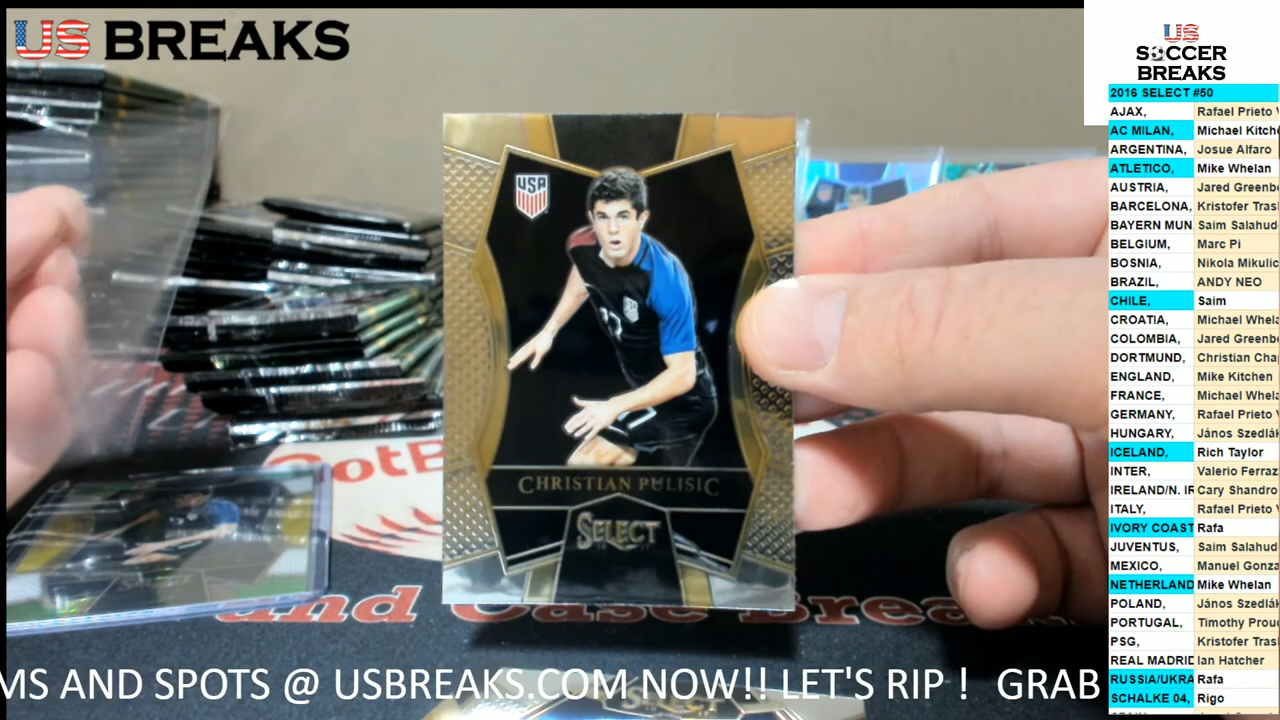 US BREAKS
US
SOCCER
BREAKS
2016 SELECT #50
AJAX, Rafael Prieto
AC MILAN, Michael Kitch
ARGENTINA, Josue Alfaro
ATLETICO, Mike Whelan
AUSTRIA, Jared Greenb
BARCELONA, Kristofer Tras
BAYERN MUN Saim Salahud
BELGIUM, Marc Pi
BOSNIA, Nikola Mikulic
BRAZIL, ANDY NEO
CHILE, Saim
CROATIA, Michael Whela
COLOMBIA, Jared Greenb
DORTMUND, Christian Cha
ENGLAND, Mike Kitchen
FRANCE, Michael Whela
GERMANY, Rafael Prieto
HUNGARY, János Szedlák
ICELAND, Rich Taylor
INTER, Valerio Ferraz
IRELAND/N. IR Cary Shandro
ITALY, Rafael Prieto
IVORY COAST Rafa
JUVENTUS, Saim Salahud
MEXICO, Manuel Gonza
NETHERLAND Mike Whelan
POLAND, János Szedlák
PORTUGAL, Timothy Prou
PSG, Kristofer Tras
REAL MADRID Ian Hatcher
RUSSIA/UKRA Rafa
SCHALKE 04, Rigo
USA
CHRISTIAN PULISIC
SELECT
otB
and Case Brea
MS AND SPOTS @ USBREAKS.COM NOW!! LET'S RIP ! GRAB